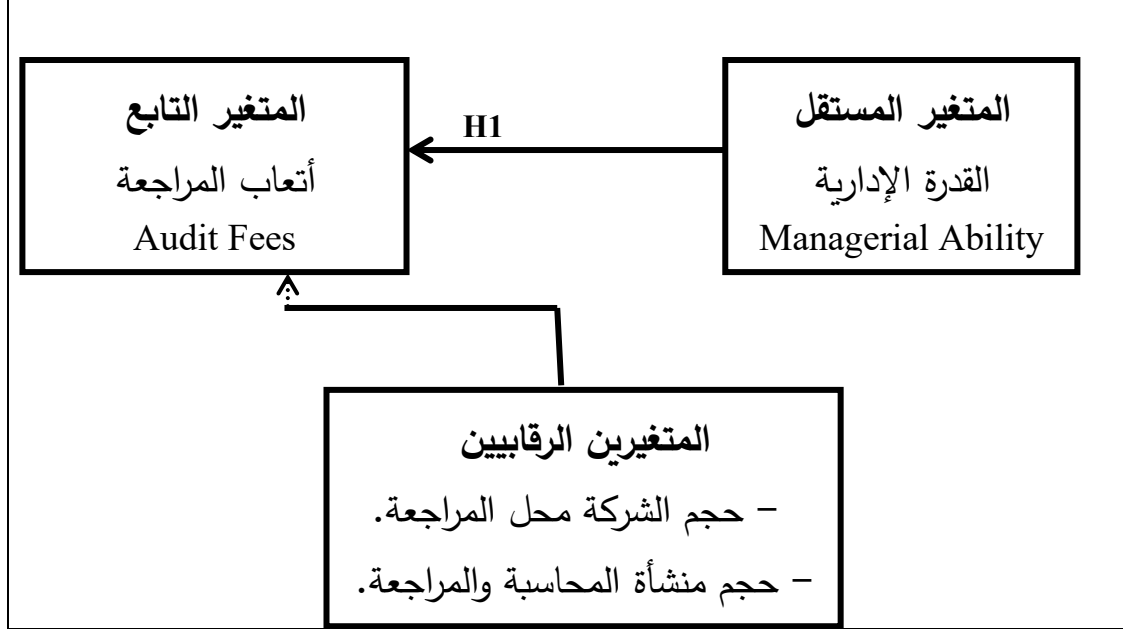 المتغير المستقل
القدرة الإدارية
Managerial Ability
H1
المتغير التابع
أتعاب المراجعة
Audit Fees
المتغيرين الرقابيين
– حجم الشركة محل المراجعة.
– حجم منشأة المحاسبة والمراجعة.